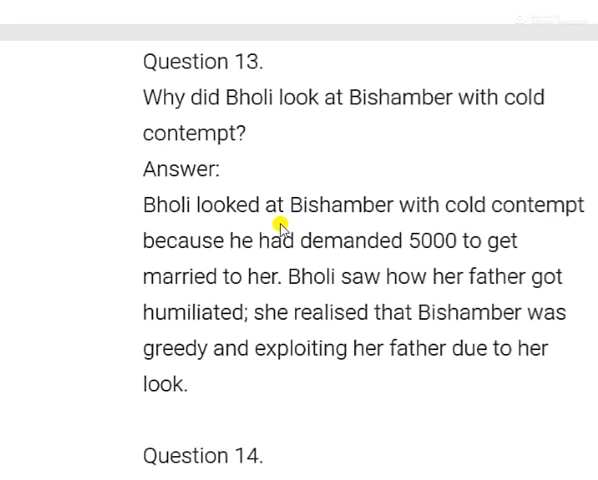 Question 13.
Why did Bholi look at Bishamber with cold
contempt?
Answer:
Bholi looked at Bishamber with cold contempt
because he had demanded 5000 to get
married to her. Bholi saw how her father got
humiliated; she realised that Bishamber was
greedy and exploiting her father due to her
look.
Question 14.